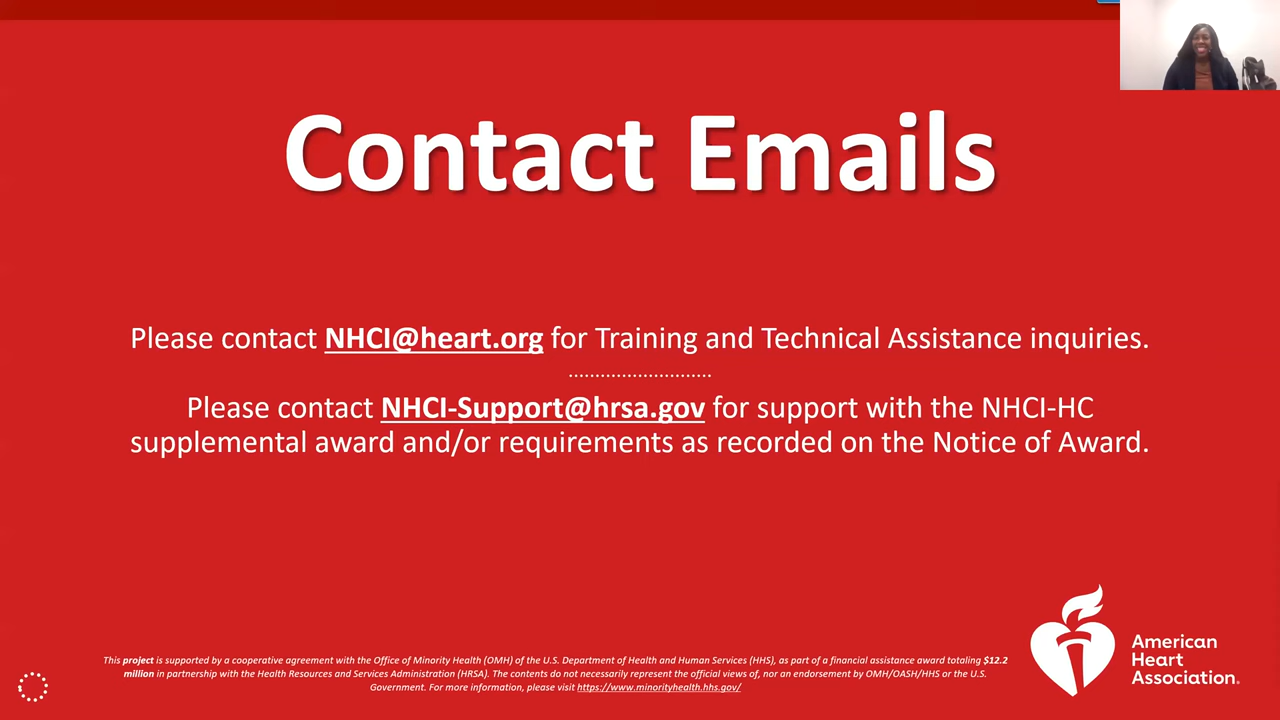 Contact Emails
Please contact NHCI@heart.org for Training and Technical Assistance inquiries.
...........................
Please contact NHCI-Support@hrsa.gov for support with the NHCI-HC
supplemental award and/or requirements as recorded on the Notice of Award.
This project is supported by a cooperative agreement with the Office of Minority Health (OMH) of the U.S. Department of Health and Human Services (HHS), as part of a financial assistance award totaling $12.2
million in partnership with the Health Resources and Services Administration (HRSA). The contents do not necessarily represent the official views of, nor an endorsement by OMH/OASH/HHS or the U.S.
Government. For more information, please visit https://www.minorityhealth.hhs.gov/
American
Heart
Association.